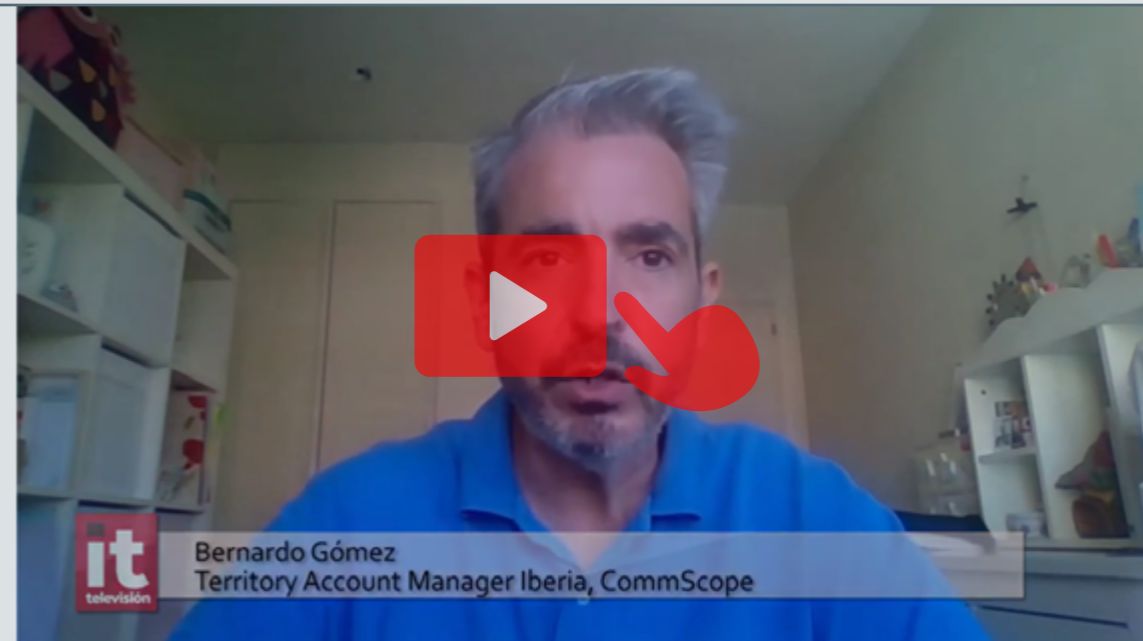 it
televisión
Bernardo Gómez
Territory Account Manager Iberia, CommScope